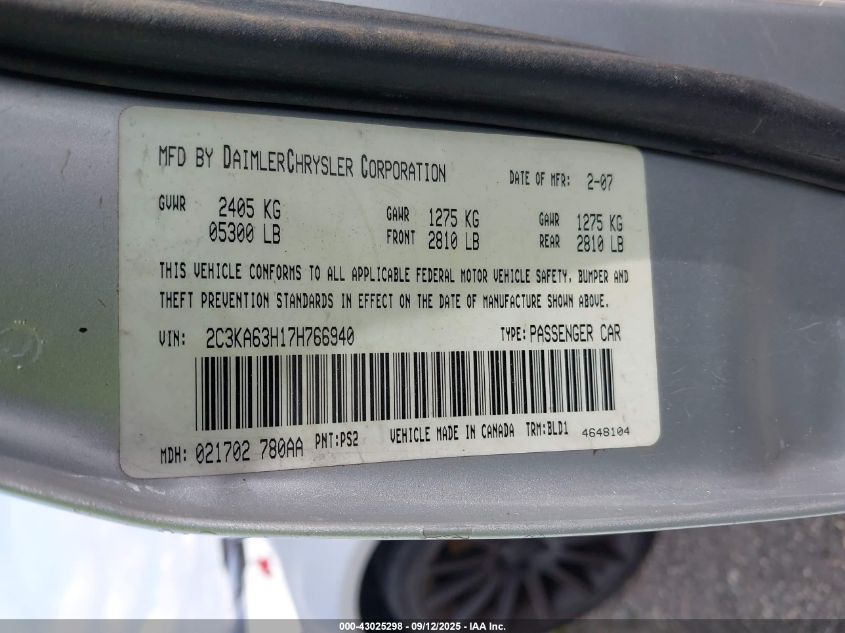 MFD BY DAIMLERCHRYSLER CORPORATION DATE OF MFR: 2-07
GVWR 2405 KG GAWR 1275 KG GAWR 1275 KG
05300 LB FRONT 2810 LB REAR 2810 LB
THIS VEHICLE CONFORMS TO ALL APPLICABLE FEDERAL MOTOR VEHICLE SAFETY, BUMPER AND
THEFT PREVENTION STANDARDS IN EFFECT ON THE DATE OF MANUFACTURE SHOWN ABOVE.
VIN: 2C3KA63H17H766940 TYPE: PASSENGER CAR
MDH: 021702 780AA PNT:PS2 VEHICLE MADE IN CANADA TRM:BLD1 4648104
000-43025298 - 09/12/2025 - IAA Inc.